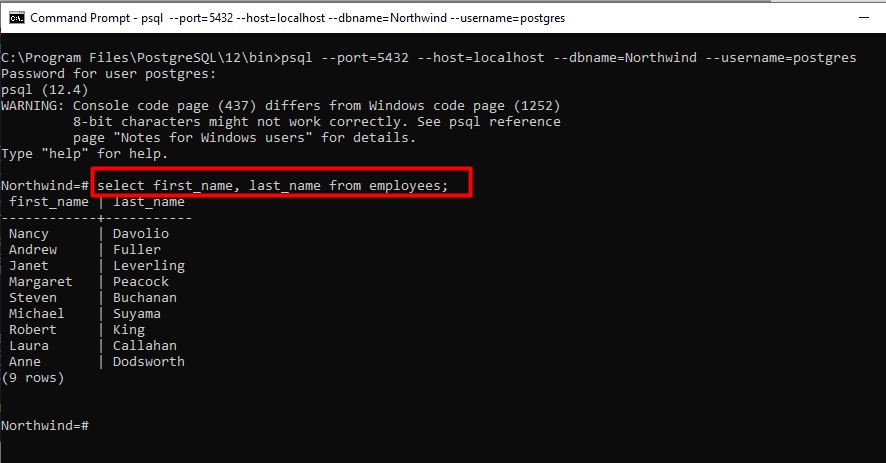 Command Prompt - psql  --port=5432 --host=localhost --dbname=Northwind --username=postgres
C:\Program Files\PostgreSQL\12\bin>psql --port=5432 --host=localhost --dbname=Northwind --username=postgres
Password for user postgres:
psql (12.4)
WARNING: Console code page (437) differs from Windows code page (1252)
         8-bit characters might not work correctly. See psql reference
         page "Notes for Windows users" for details.
Type "help" for help.
Northwind=# select first_name, last_name from employees;
 first_name | last_name
------------+-----------
 Nancy      | Davolio
 Andrew     | Fuller
 Janet      | Leverling
 Margaret   | Peacock
 Steven     | Buchanan
 Michael    | Suyama
 Robert     | King
 Laura      | Callahan
 Anne       | Dodsworth
(9 rows)
Northwind=#